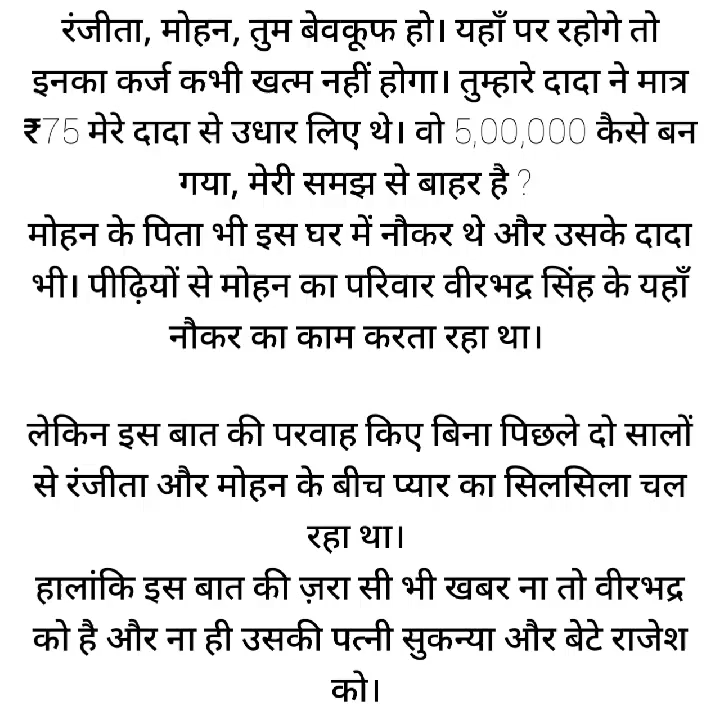 रंजीता, मोहन, तुम बेवकूफ हो। यहाँ पर रहोगे तो
इनका कर्ज कभी खत्म नहीं होगा। तुम्हारे दादा ने मात्र
₹75 मेरे दादा से उधार लिए थे। वो 5,00,000 कैसे बन
गया, मेरी समझ से बाहर है ?
मोहन के पिता भी इस घर में नौकर थे और उसके दादा
भी। पीढ़ियों से मोहन का परिवार वीरभद्र सिंह के यहाँ
नौकर का काम करता रहा था।
लेकिन इस बात की परवाह किए बिना पिछले दो सालों
से रंजीता और मोहन के बीच प्यार का सिलसिला चल
रहा था।
हालांकि इस बात की ज़रा सी भी खबर ना तो वीरभद्र
को है और ना ही उसकी पत्नी सुकन्या और बेटे राजेश
को।